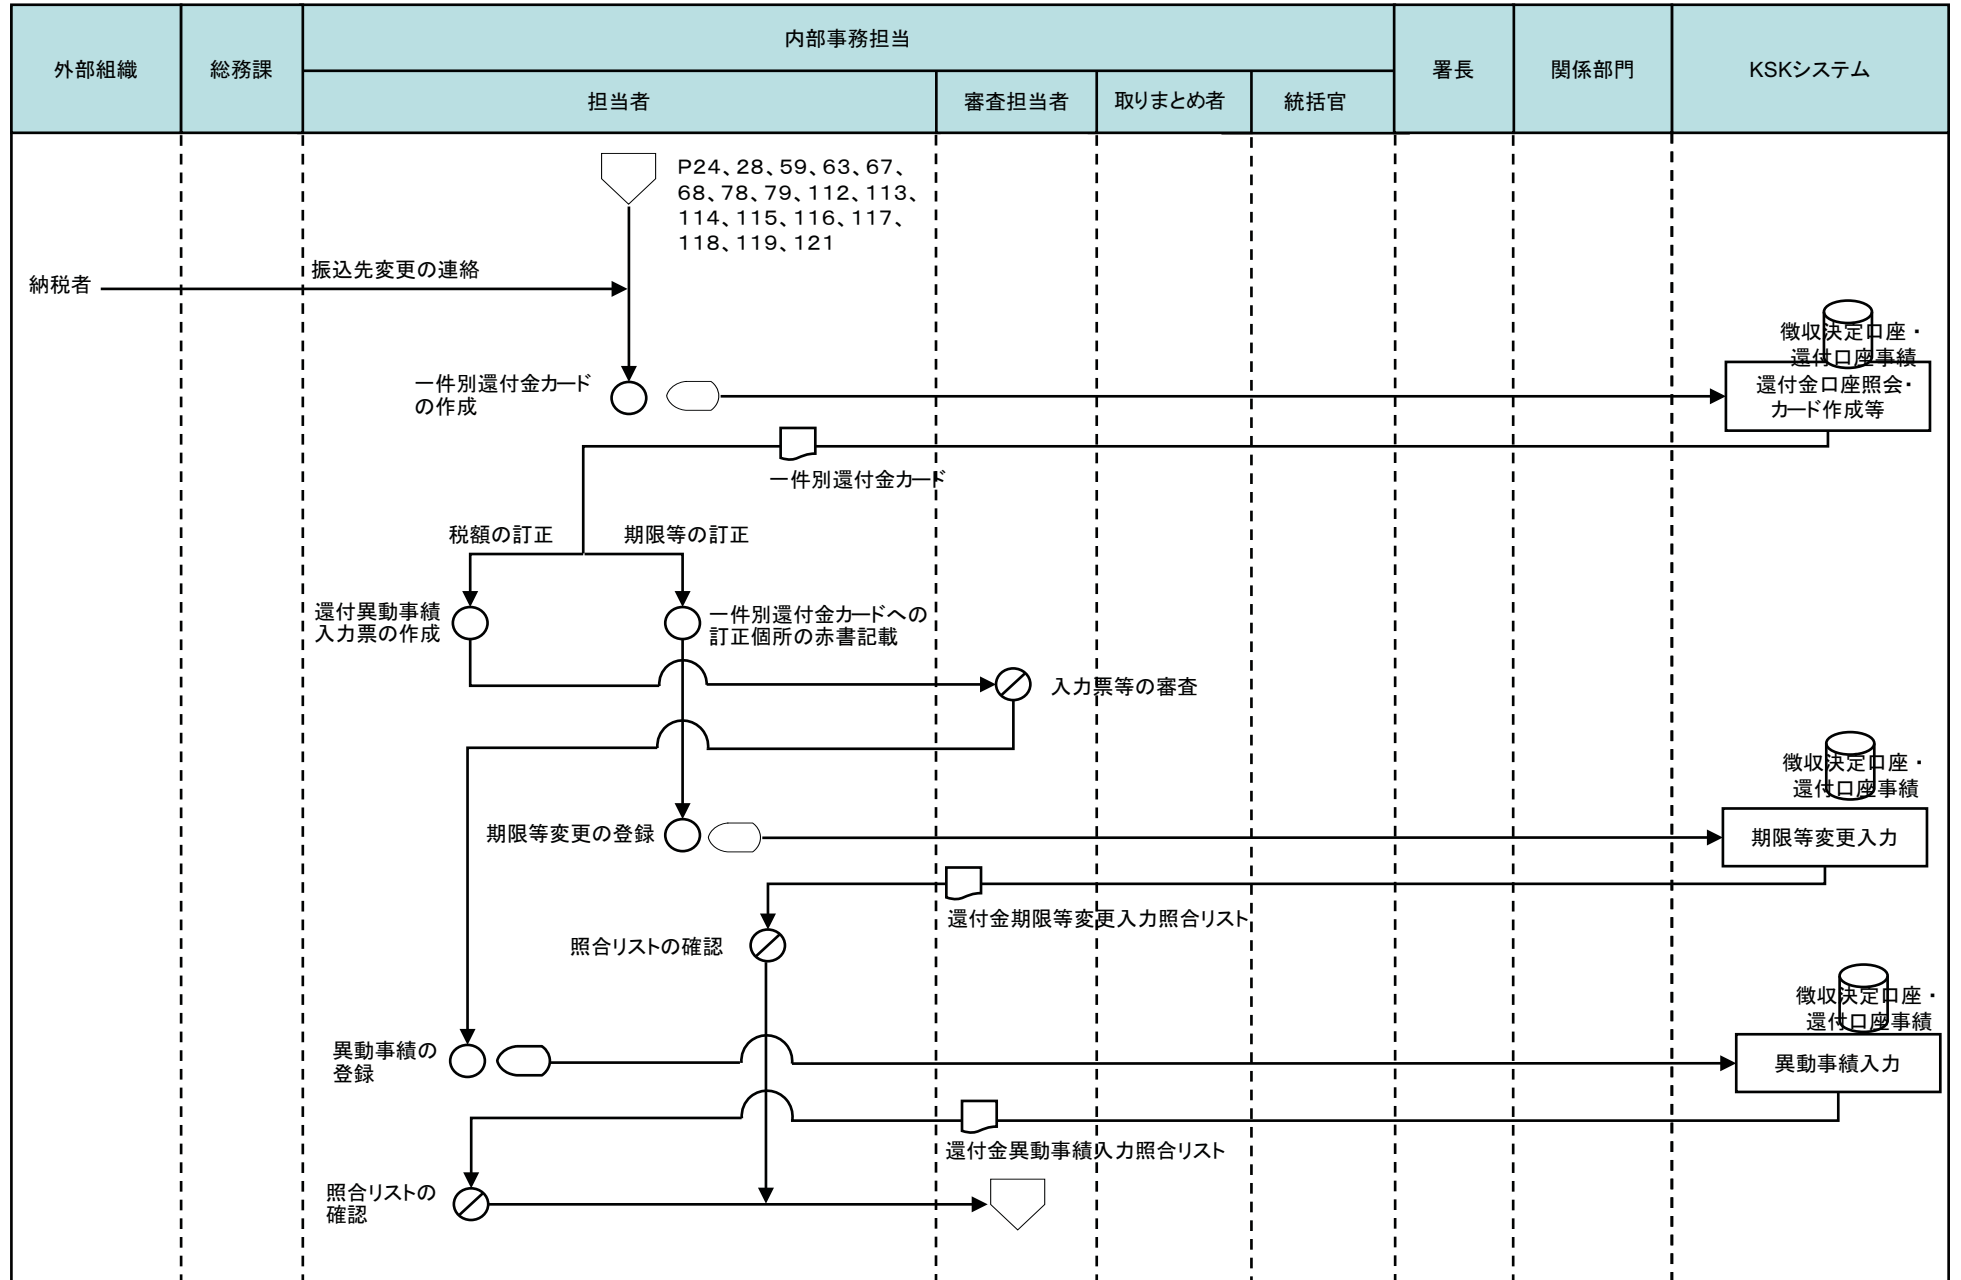 外部組織
総務課
内部事務担当
担当者
審査担当者
取りまとめ者
統括官
署長
関係部門
KSKシステム
P24、28、59、63、67、
68、78、79、112、113、
114、115、116、117、
118、119、121
納税者
振込先変更の連絡
徴収決定口座・
還付口座事績
一件別還付金カード
の作成
還付金口座照会・
カード作成等
一件別還付金カード
税額の訂正
期限等の訂正
還付異動事績
入力票の作成
一件別還付金カードへの
訂正個所の赤書記載
入力票等の審査
徴収決定口座・
還付口座事績
期限等変更の登録
期限等変更入力
還付金期限等変更入力照合リスト
照合リストの確認
徴収決定口座・
還付口座事績
異動事績の
登録
異動事績入力
還付金異動事績入力照合リスト
照合リストの
確認